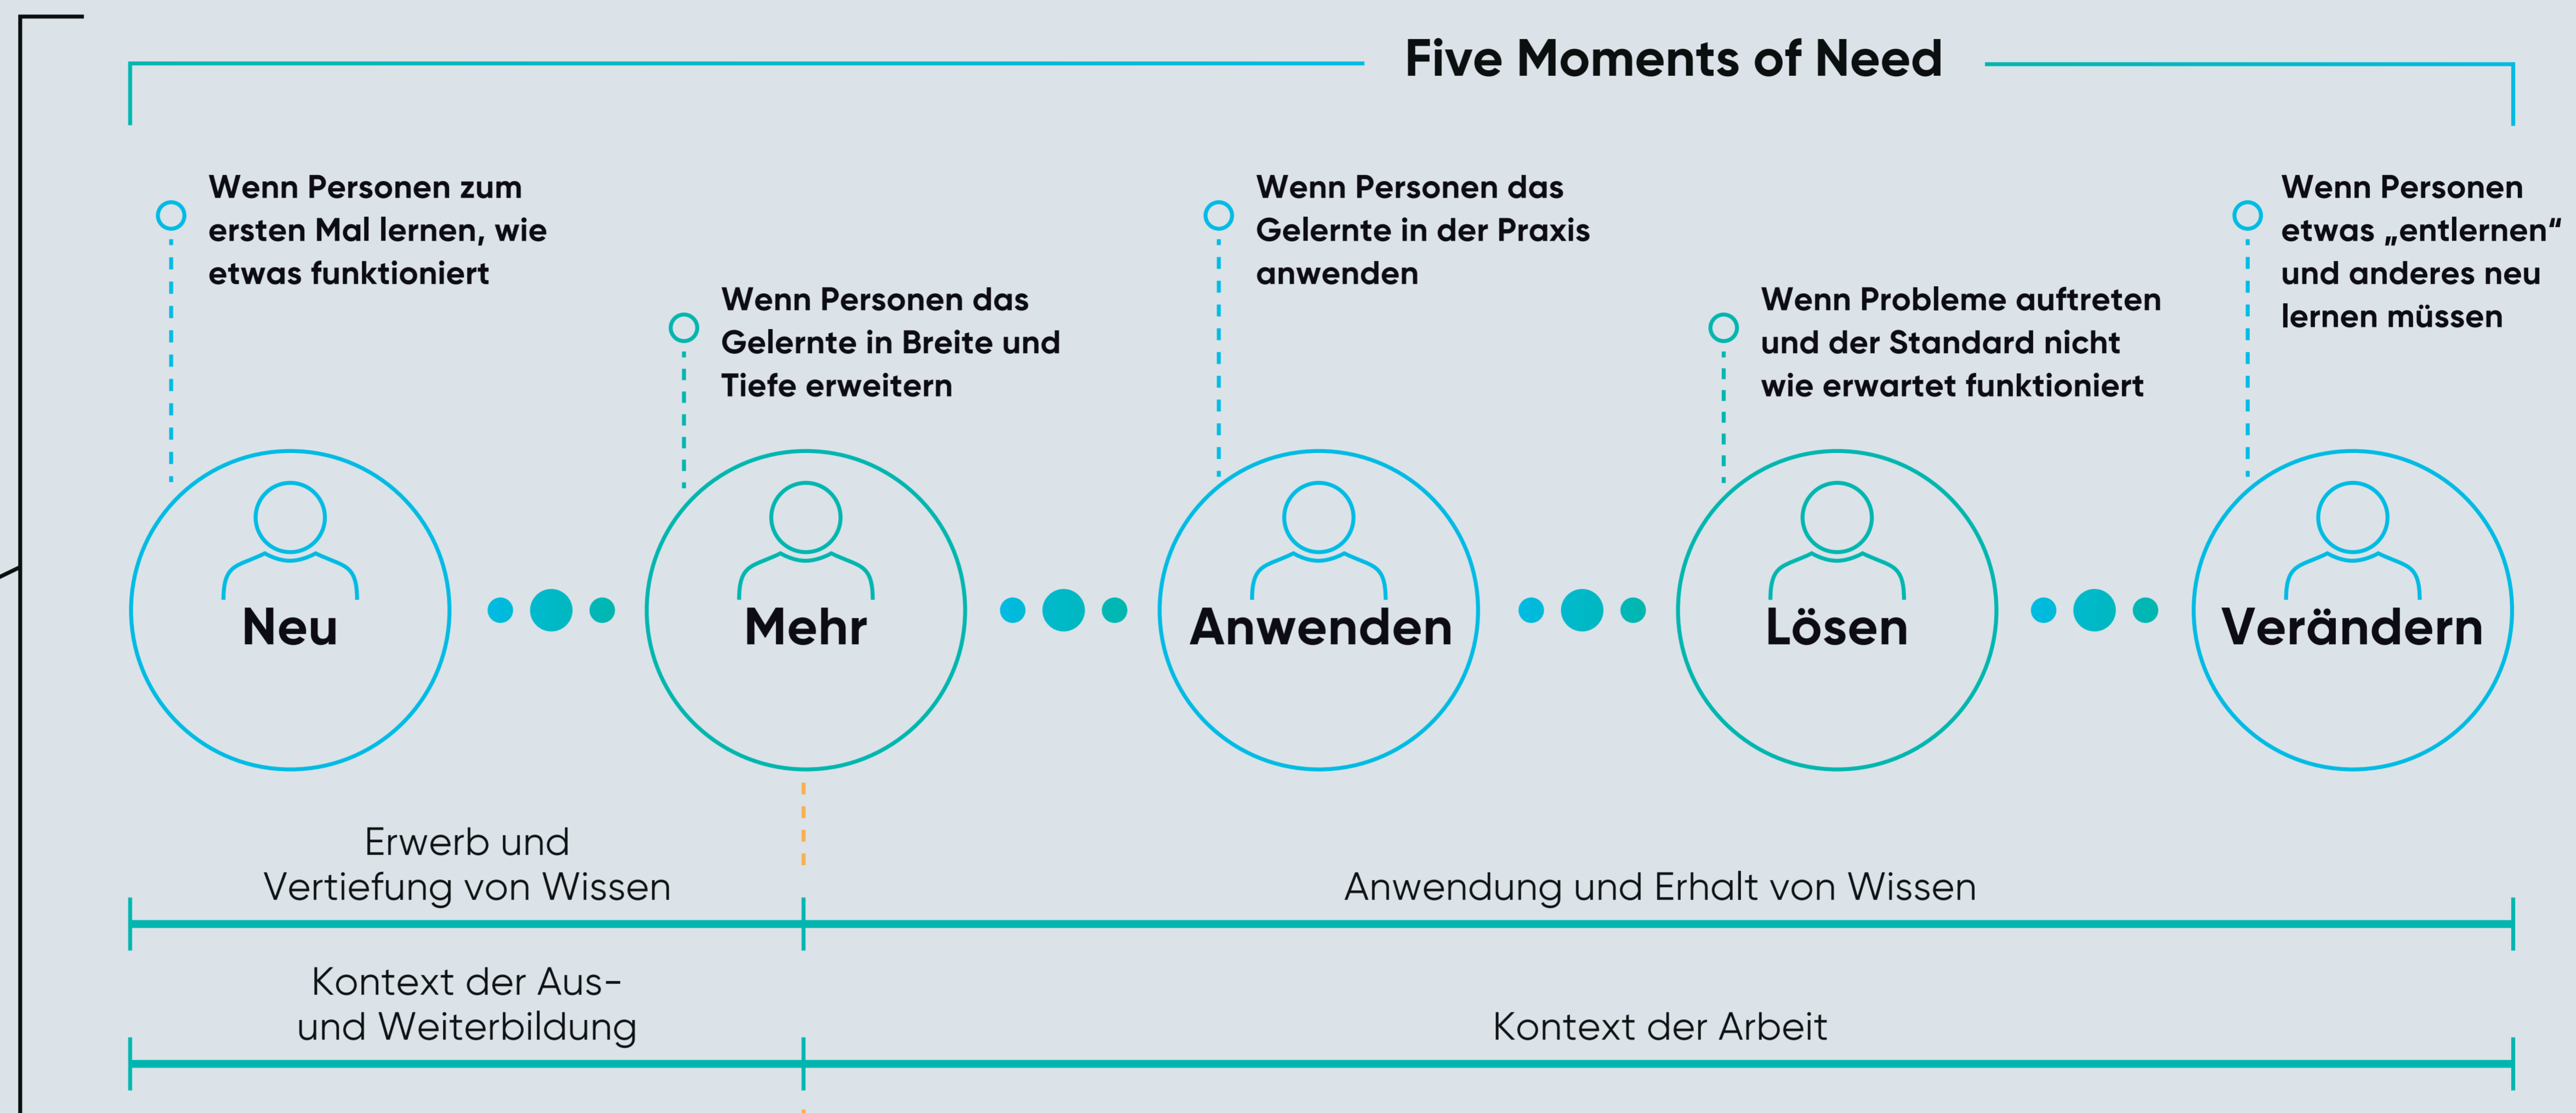 Five Moments of Need
Wenn Personen zum
ersten Mal lernen, wie
etwas funktioniert
Wenn Personen das
Gelernte in Breite und
Tiefe erweitern
Wenn Personen das
Gelernte in der Praxis
anwenden
Wenn Probleme auftreten
und der Standard nicht
wie erwartet funktioniert
Wenn Personen
etwas „entlernen“
und anderes neu
lernen müssen
Neu
Mehr
Anwenden
Lösen
Verändern
Erwerb und
Vertiefung von Wissen
Anwendung und Erhalt von Wissen
Kontext der Aus-
und Weiterbildung
Kontext der Arbeit